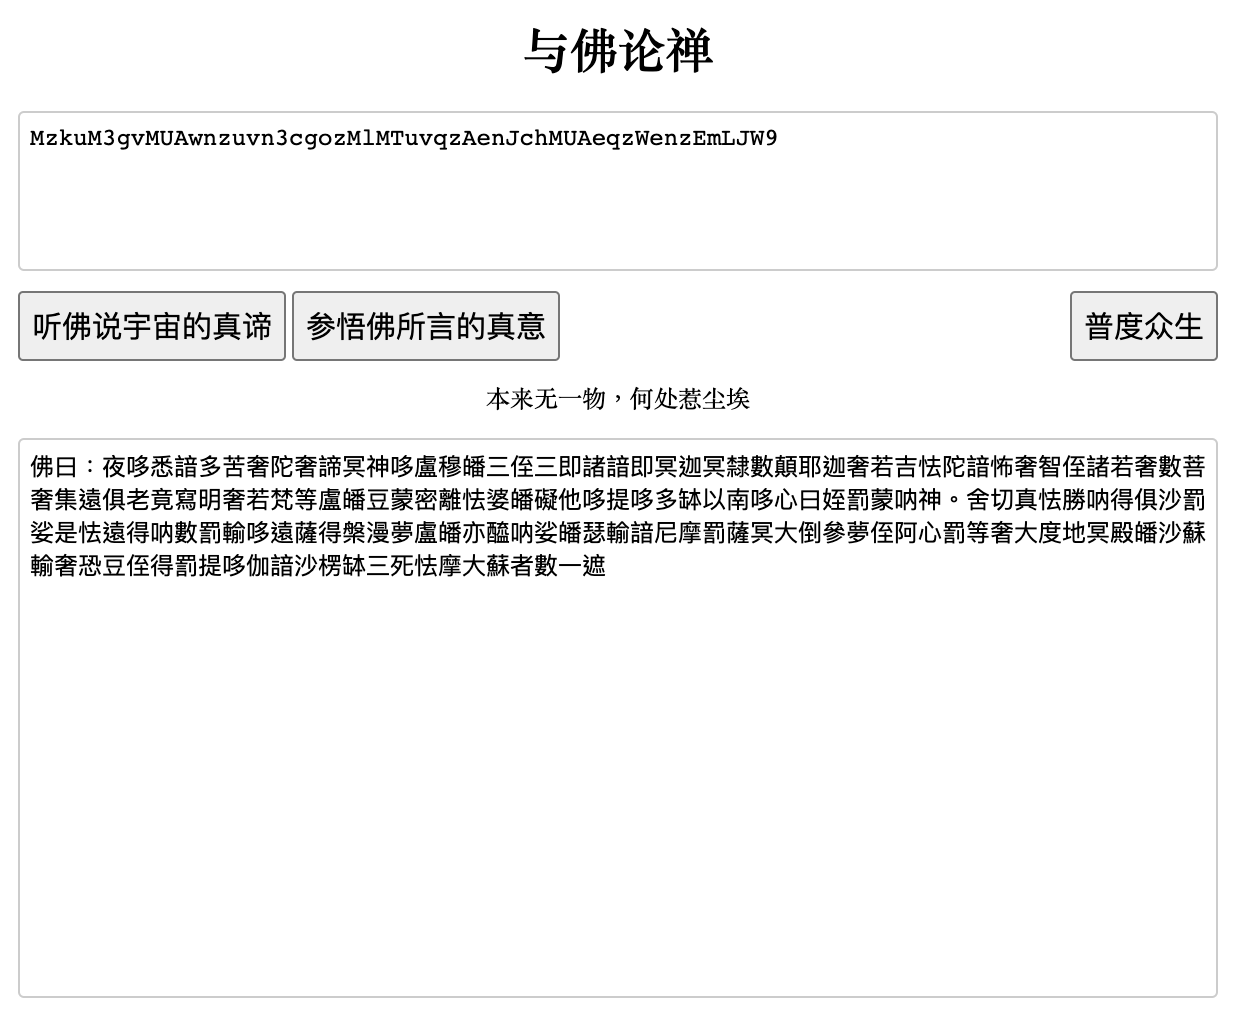 与佛论禅
MzkuM3gvMUAwnzuvn3cgozMlMTuvqzAenJchMUAeqzWenzEmLJW9
听佛说宇宙的真谛
参悟佛所言的真意
普度众生
本来无一物，何处惹尘埃
佛曰：夜哆悉諳多苦奢陀奢諦冥神哆盧穆皤三侄三即諸諳即冥迦冥隸數顛耶迦奢若吉怯陀諳怖奢智侄諸若奢數菩
奢集遠俱老竟寫明奢若梵等盧皤豆蒙密離怯婆皤礙他哆提哆多缽以南哆心曰姪罰蒙呐神。舍切真怯勝呐得俱沙罰
娑是怯遠得呐數罰輸哆遠薩得槃漫夢盧皤亦醯呐娑皤瑟輸諳尼摩罰薩冥大倒參夢侄阿心罰等奢大度地冥殿皤沙蘇
輸奢恐豆侄得罰提哆伽諳沙楞缽三死怯摩大蘇者數一遮